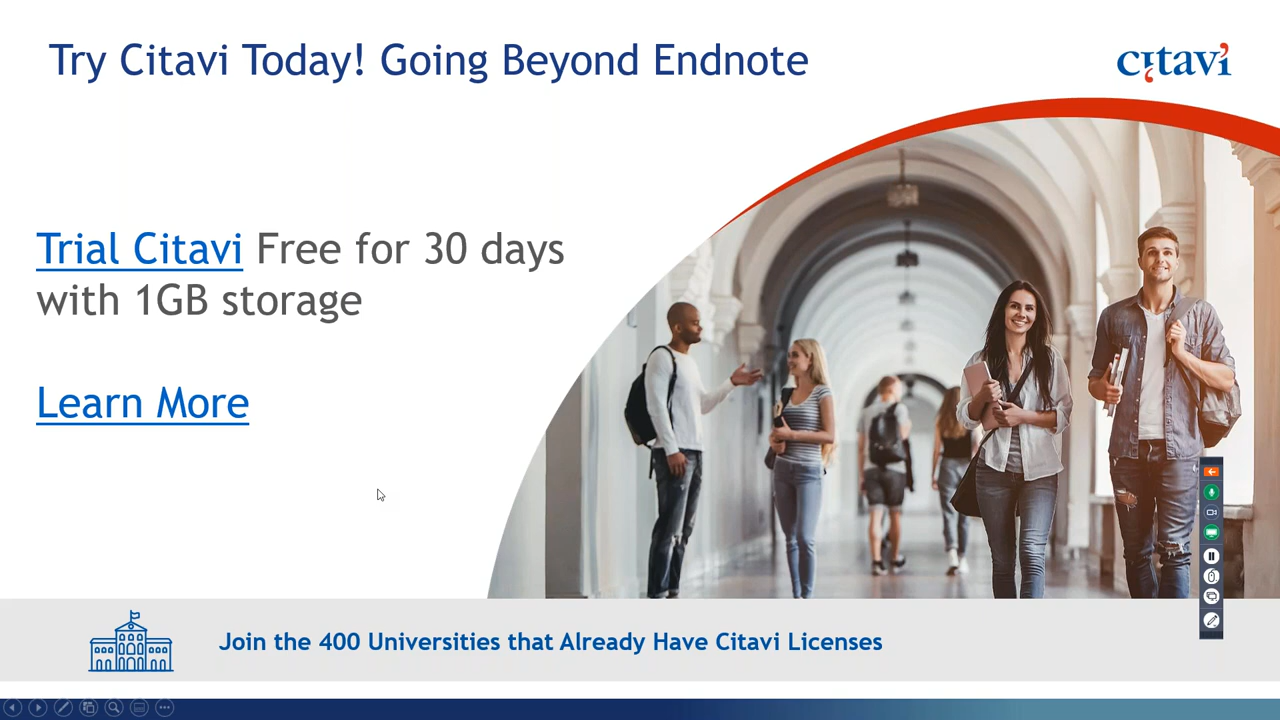 Try Citavi Today! Going Beyond Endnote
citavi
Trial Citavi Free for 30 days
with 1GB storage
Learn More
Join the 400 Universities that Already Have Citavi Licenses